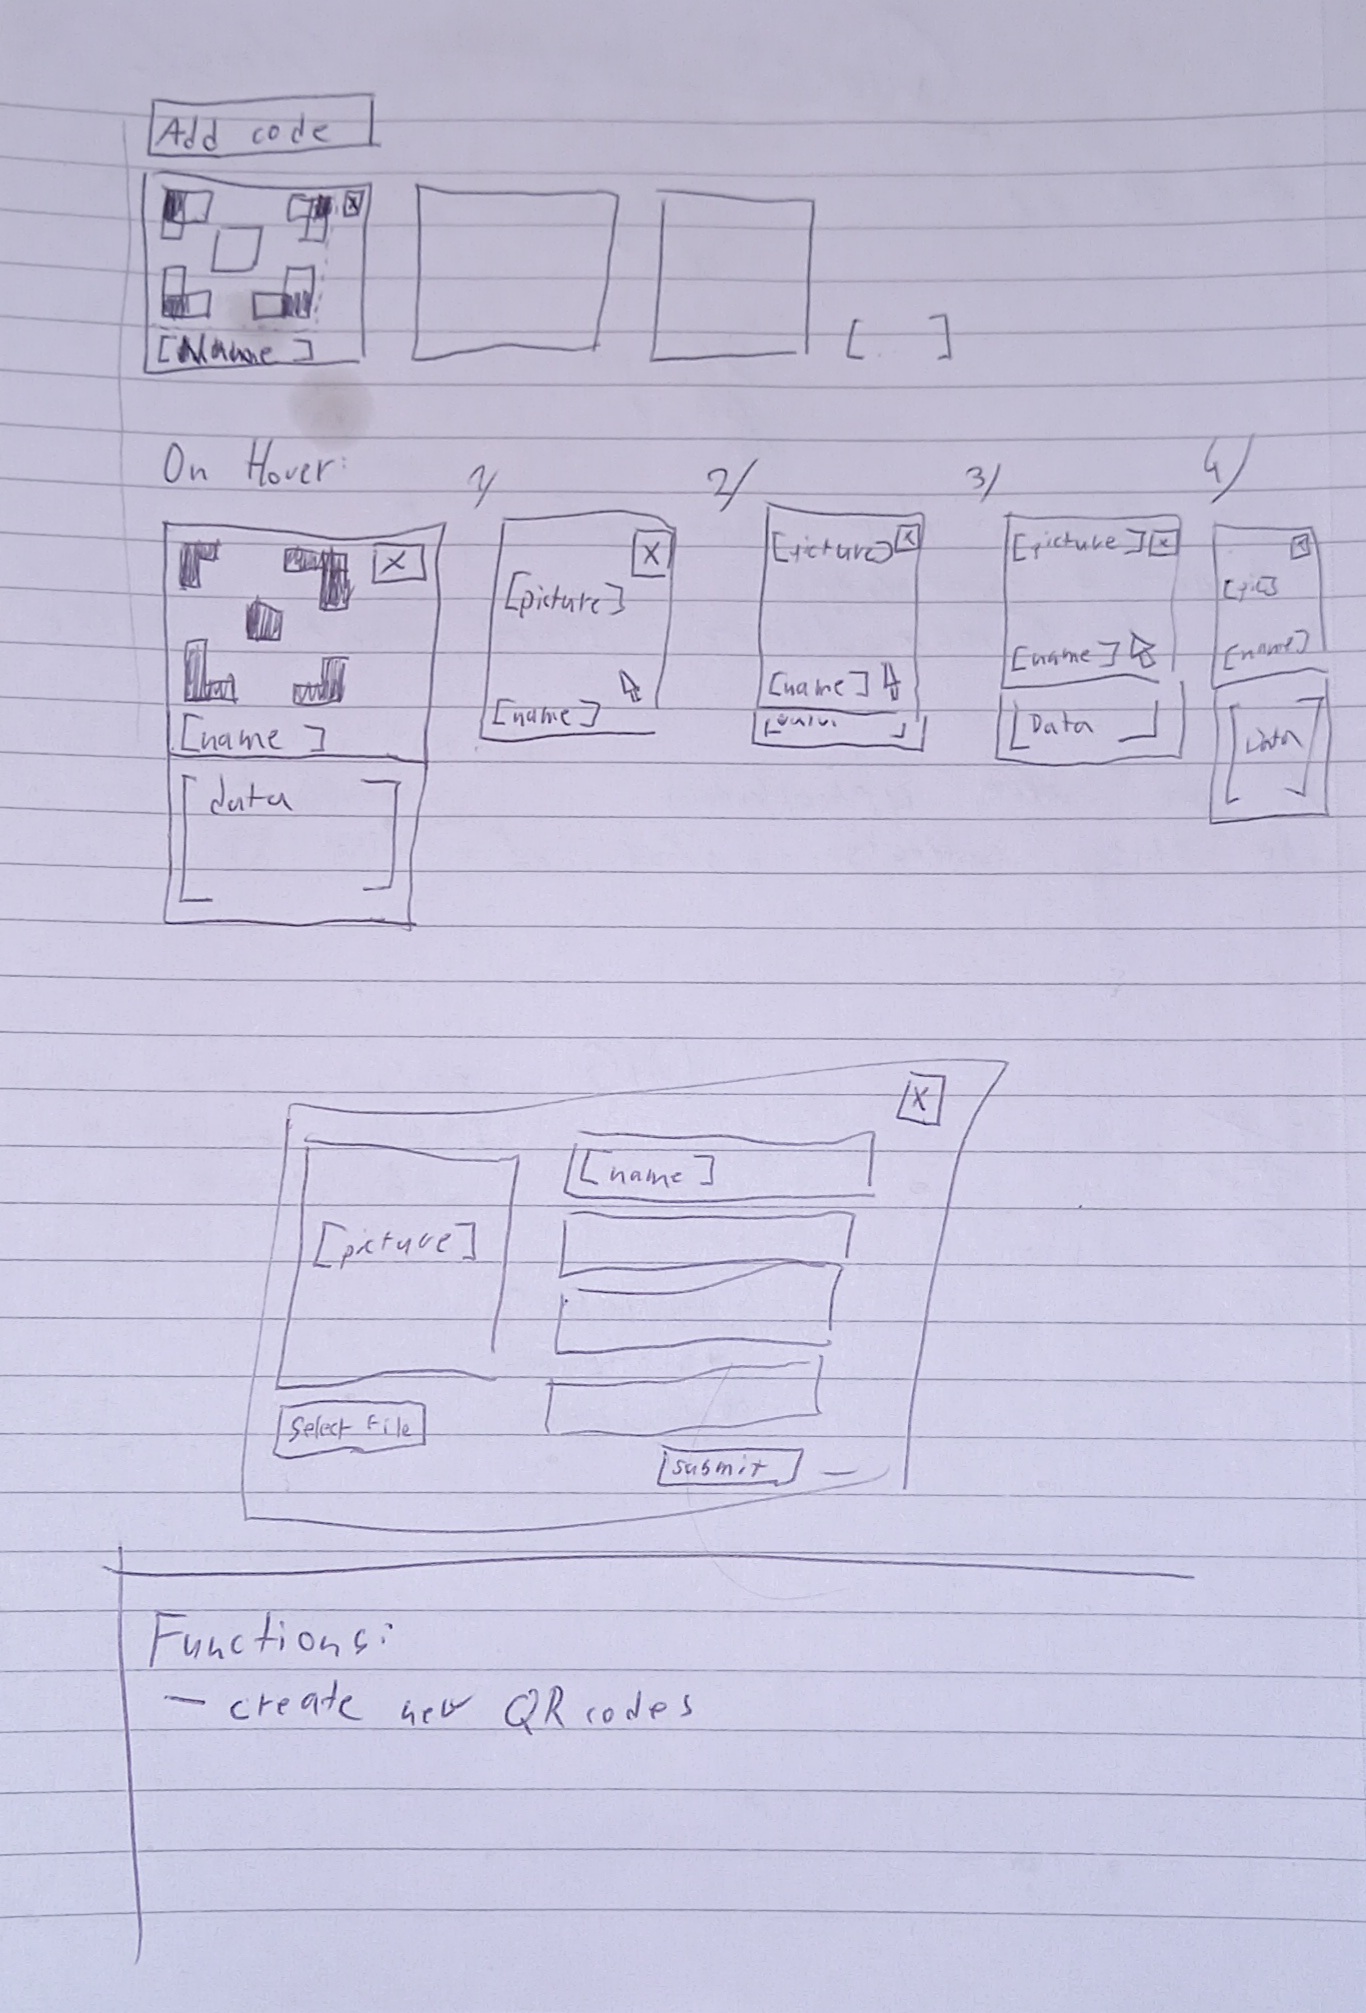 Add code
X
[Name]
[ ]
On Hover: 1/ 2/ 3/ 4/
X
[name]
[data]
X
[picture]
[name]
[picture] X
[name]
[picture] X
[name]
[Data]
X
[pic]
[name]
[Data]
X
[name]
[picture]
Select File
submit
Functions:
– create new QR codes